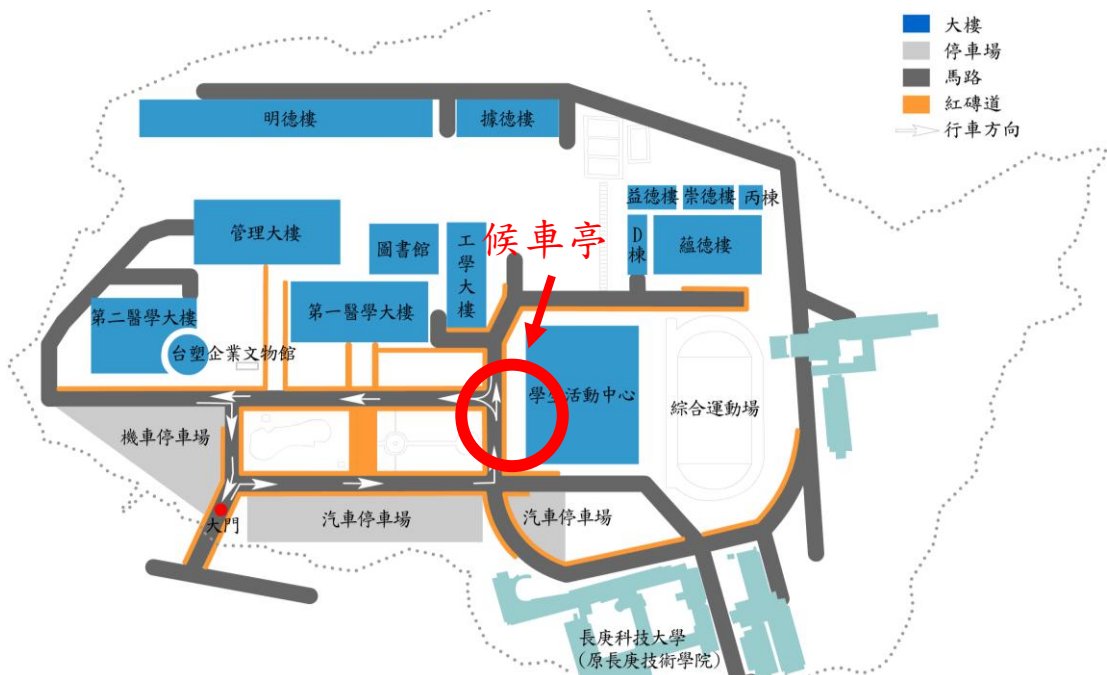 大樓
停車場
馬路
紅磚道
行車方向
明德樓
據德樓
益德樓
崇德樓
丙棟
管理大樓
圖書館
工學大樓
候車亭
D棟
蘊德樓
第二醫學大樓
第一醫學大樓
台塑企業文物館
學生活動中心
綜合運動場
機車停車場
大門
汽車停車場
汽車停車場
長庚科技大學
(原長庚技術學院)